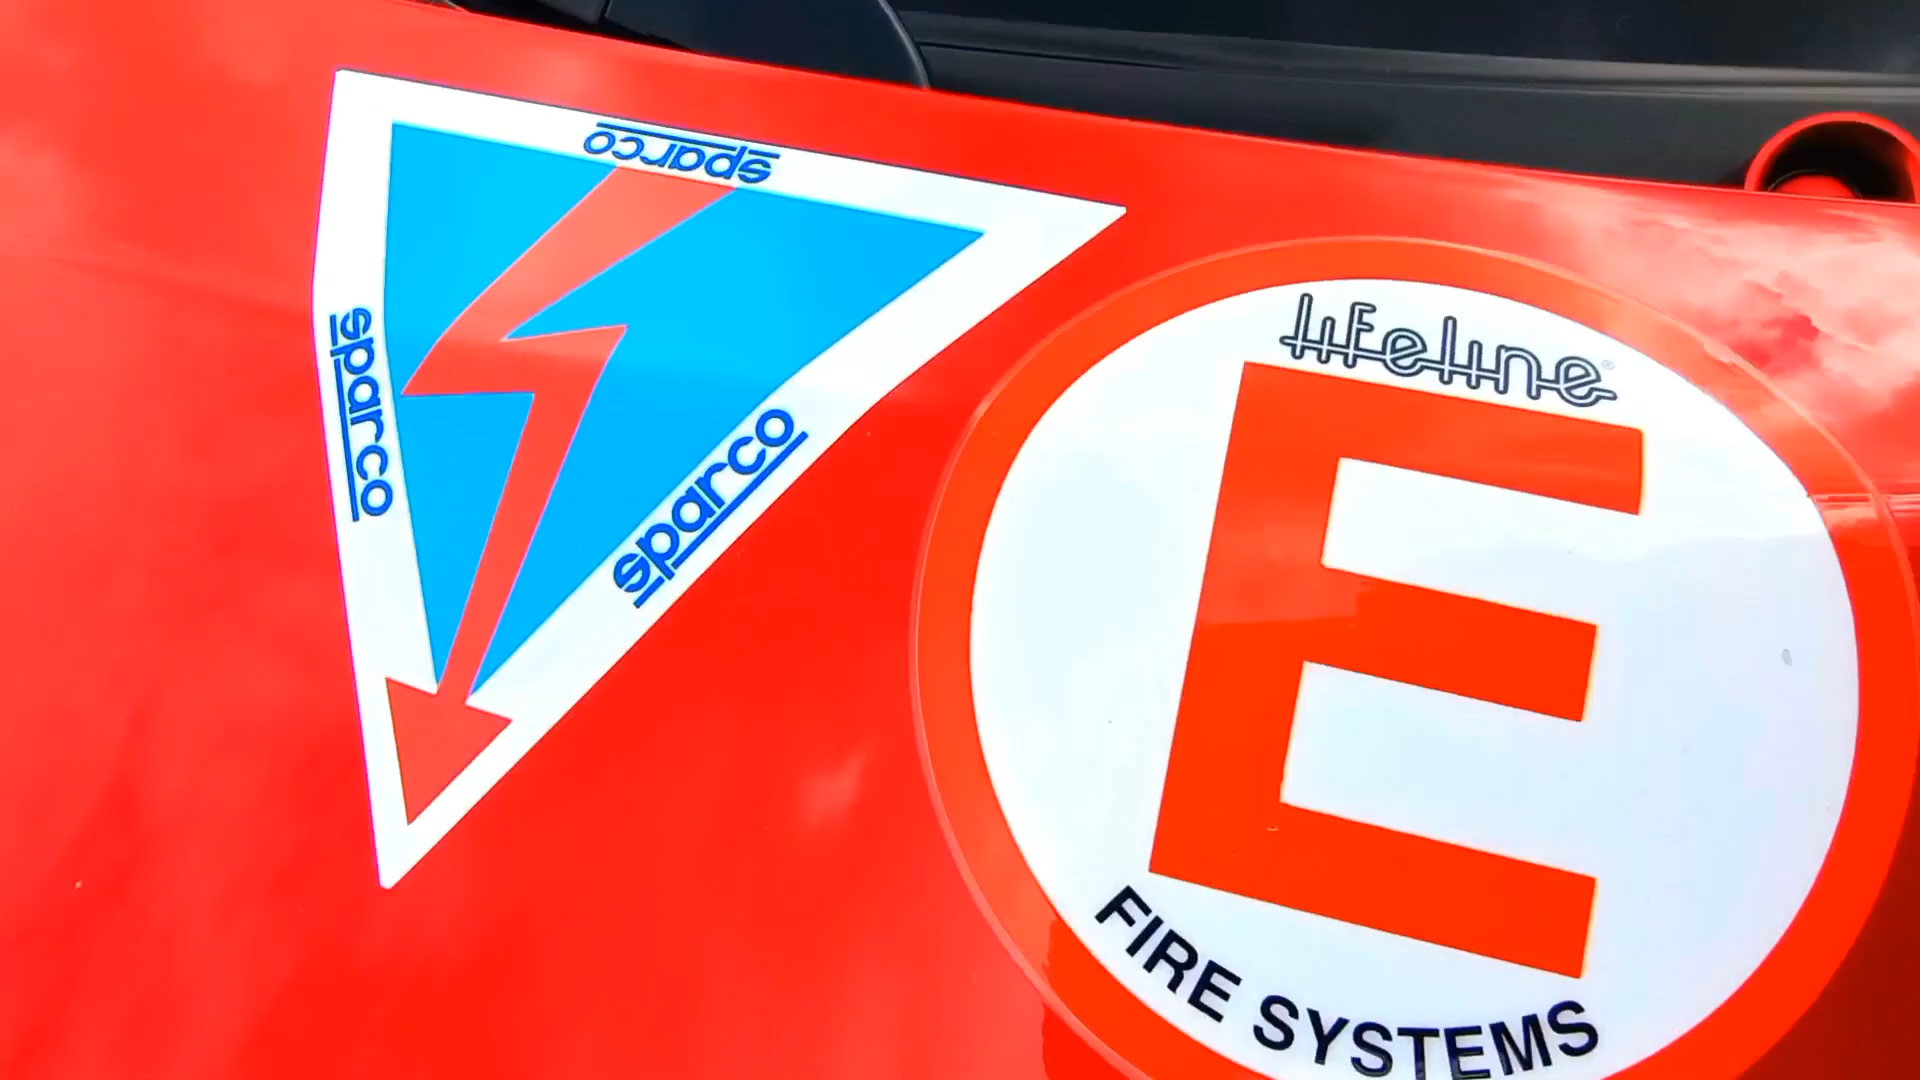 sparco
sparco
sparco
lifeline®
E
FIRE SYSTEMS